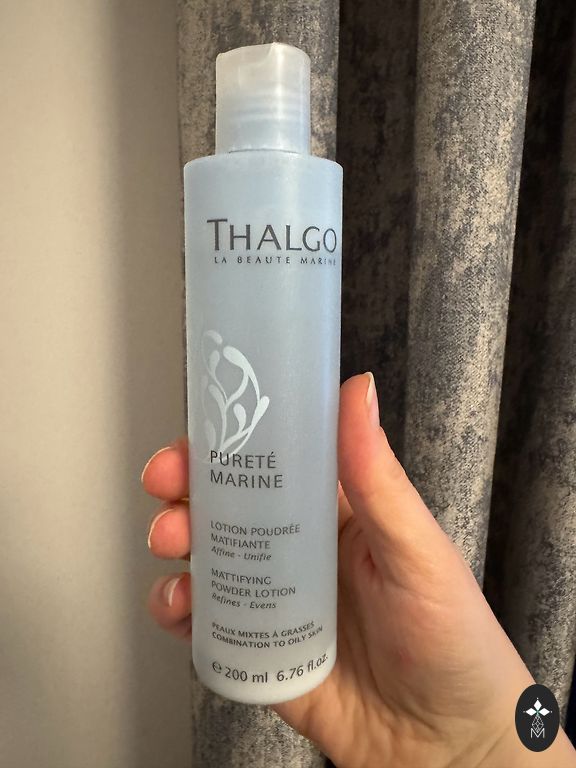 THALGO
LA BEAUTE MARINE
PURETÉ
MARINE
LOTION POUDRÉE
MATIFIANTE
Affine - Unifie
MATTIFYING
POWDER LOTION
Refines - Evens
PEAUX MIXTES À GRASSES
COMBINATION TO OILY SKIN
℮ 200 ml 6.76 fl.oz.
M